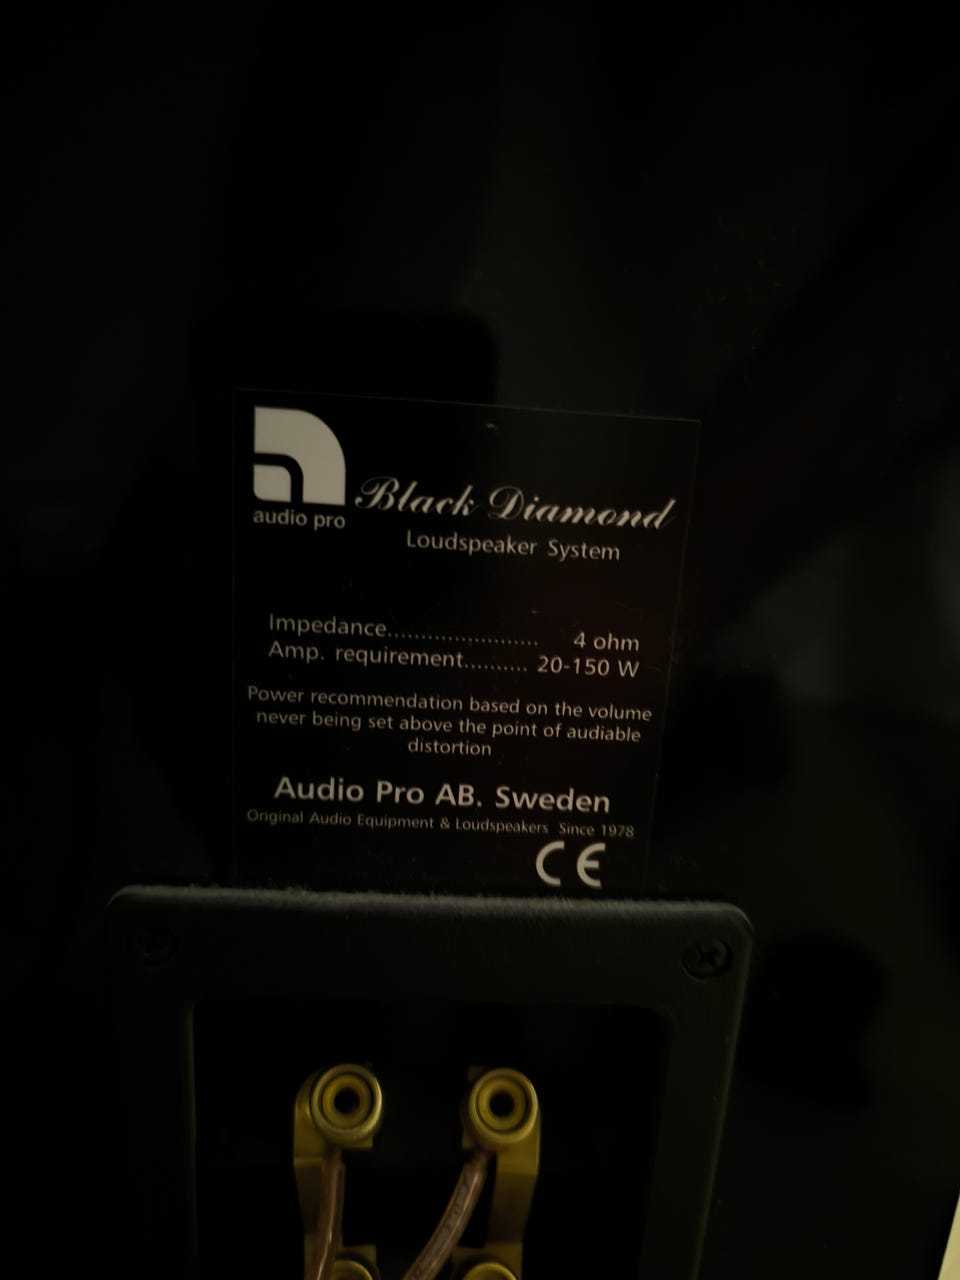 audio pro
Black Diamond
Loudspeaker System
Impedance...................... 4 ohm
Amp. requirement.......... 20-150 W
Power recommendation based on the volume
never being set above the point of audiable
distortion
Audio Pro AB. Sweden
Original Audio Equipment & Loudspeakers Since 1978
CE